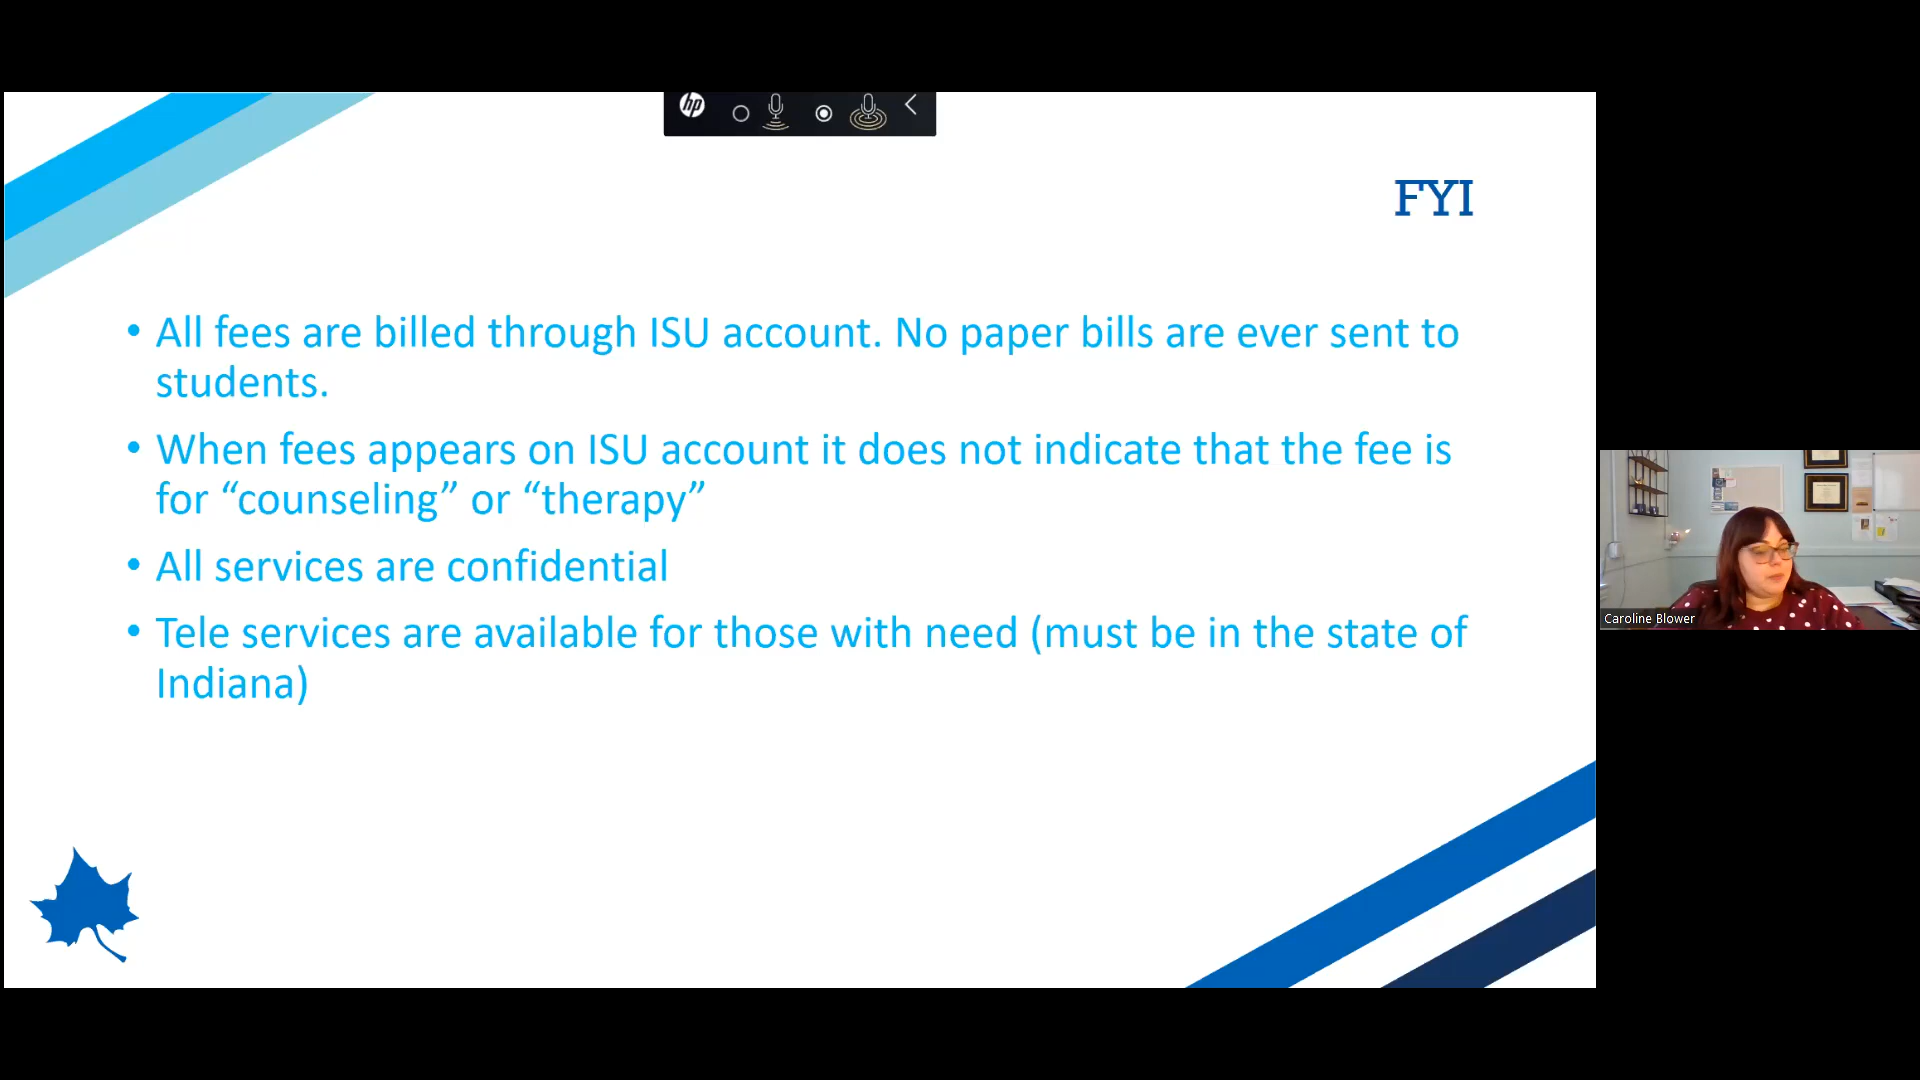 hp
FYI
• All fees are billed through ISU account. No paper bills are ever sent to
students.
• When fees appears on ISU account it does not indicate that the fee is
for “counseling” or “therapy”
• All services are confidential
• Tele services are available for those with need (must be in the state of
Indiana)
Caroline Blower